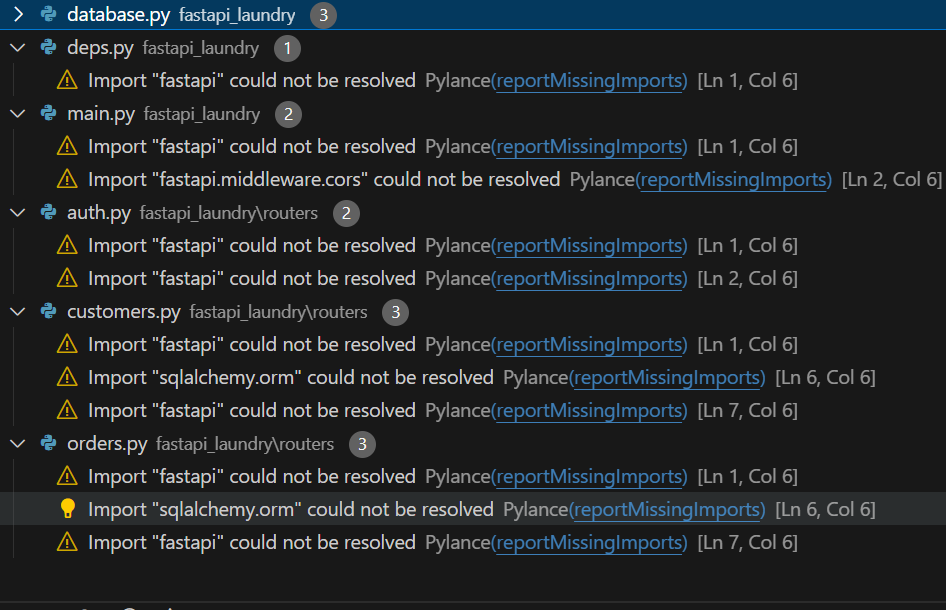 database.py fastapi_laundry 3
deps.py fastapi_laundry 1
Import "fastapi" could not be resolved Pylance(reportMissingImports) [Ln 1, Col 6]
main.py fastapi_laundry 2
Import "fastapi" could not be resolved Pylance(reportMissingImports) [Ln 1, Col 6]
Import "fastapi.middleware.cors" could not be resolved Pylance(reportMissingImports) [Ln 2, Col 6]
auth.py fastapi_laundry\routers 2
Import "fastapi" could not be resolved Pylance(reportMissingImports) [Ln 1, Col 6]
Import "fastapi" could not be resolved Pylance(reportMissingImports) [Ln 2, Col 6]
customers.py fastapi_laundry\routers 3
Import "fastapi" could not be resolved Pylance(reportMissingImports) [Ln 1, Col 6]
Import "sqlalchemy.orm" could not be resolved Pylance(reportMissingImports) [Ln 6, Col 6]
Import "fastapi" could not be resolved Pylance(reportMissingImports) [Ln 7, Col 6]
orders.py fastapi_laundry\routers 3
Import "fastapi" could not be resolved Pylance(reportMissingImports) [Ln 1, Col 6]
Import "sqlalchemy.orm" could not be resolved Pylance(reportMissingImports) [Ln 6, Col 6]
Import "fastapi" could not be resolved Pylance(reportMissingImports) [Ln 7, Col 6]